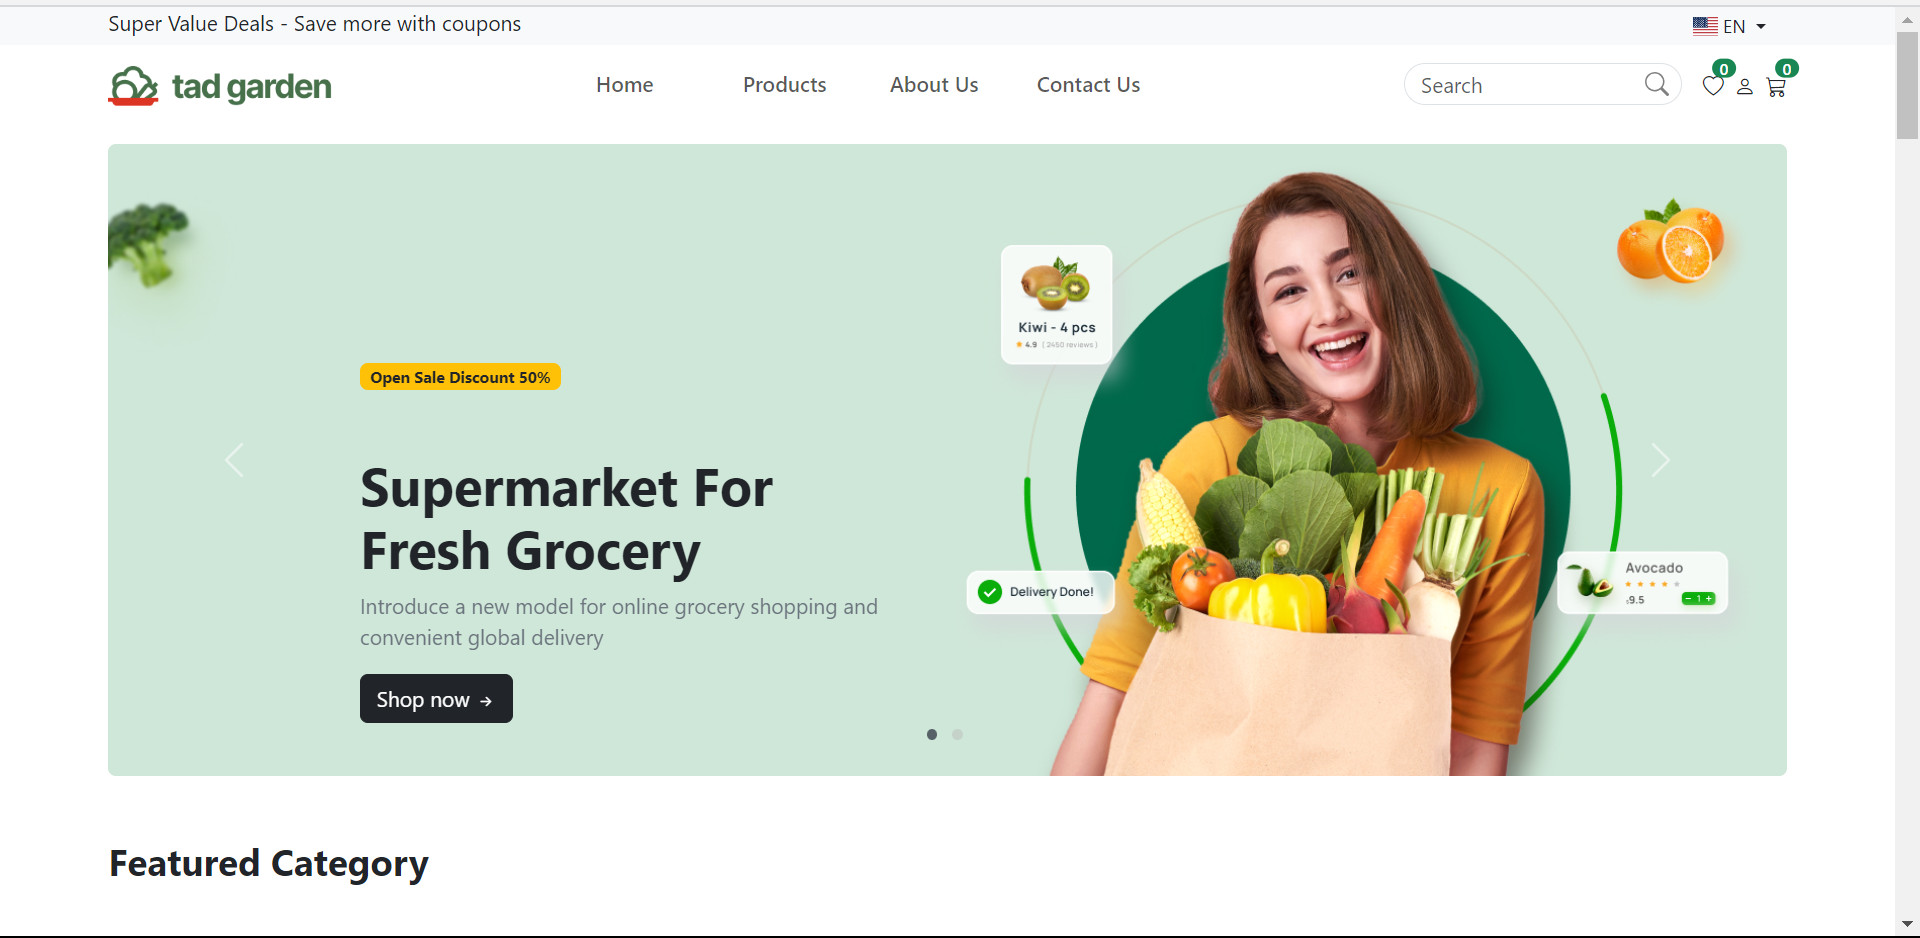 Super Value Deals - Save more with coupons
EN
tad garden
Home
Products
About Us
Contact Us
Search
0
0
Open Sale Discount 50%
Supermarket For
Fresh Grocery
Introduce a new model for online grocery shopping and
convenient global delivery
Shop now →
Kiwi - 4 pcs
4.9 ( 2450 reviews )
Delivery Done!
Avocado
9.5
− 1 +
Featured Category